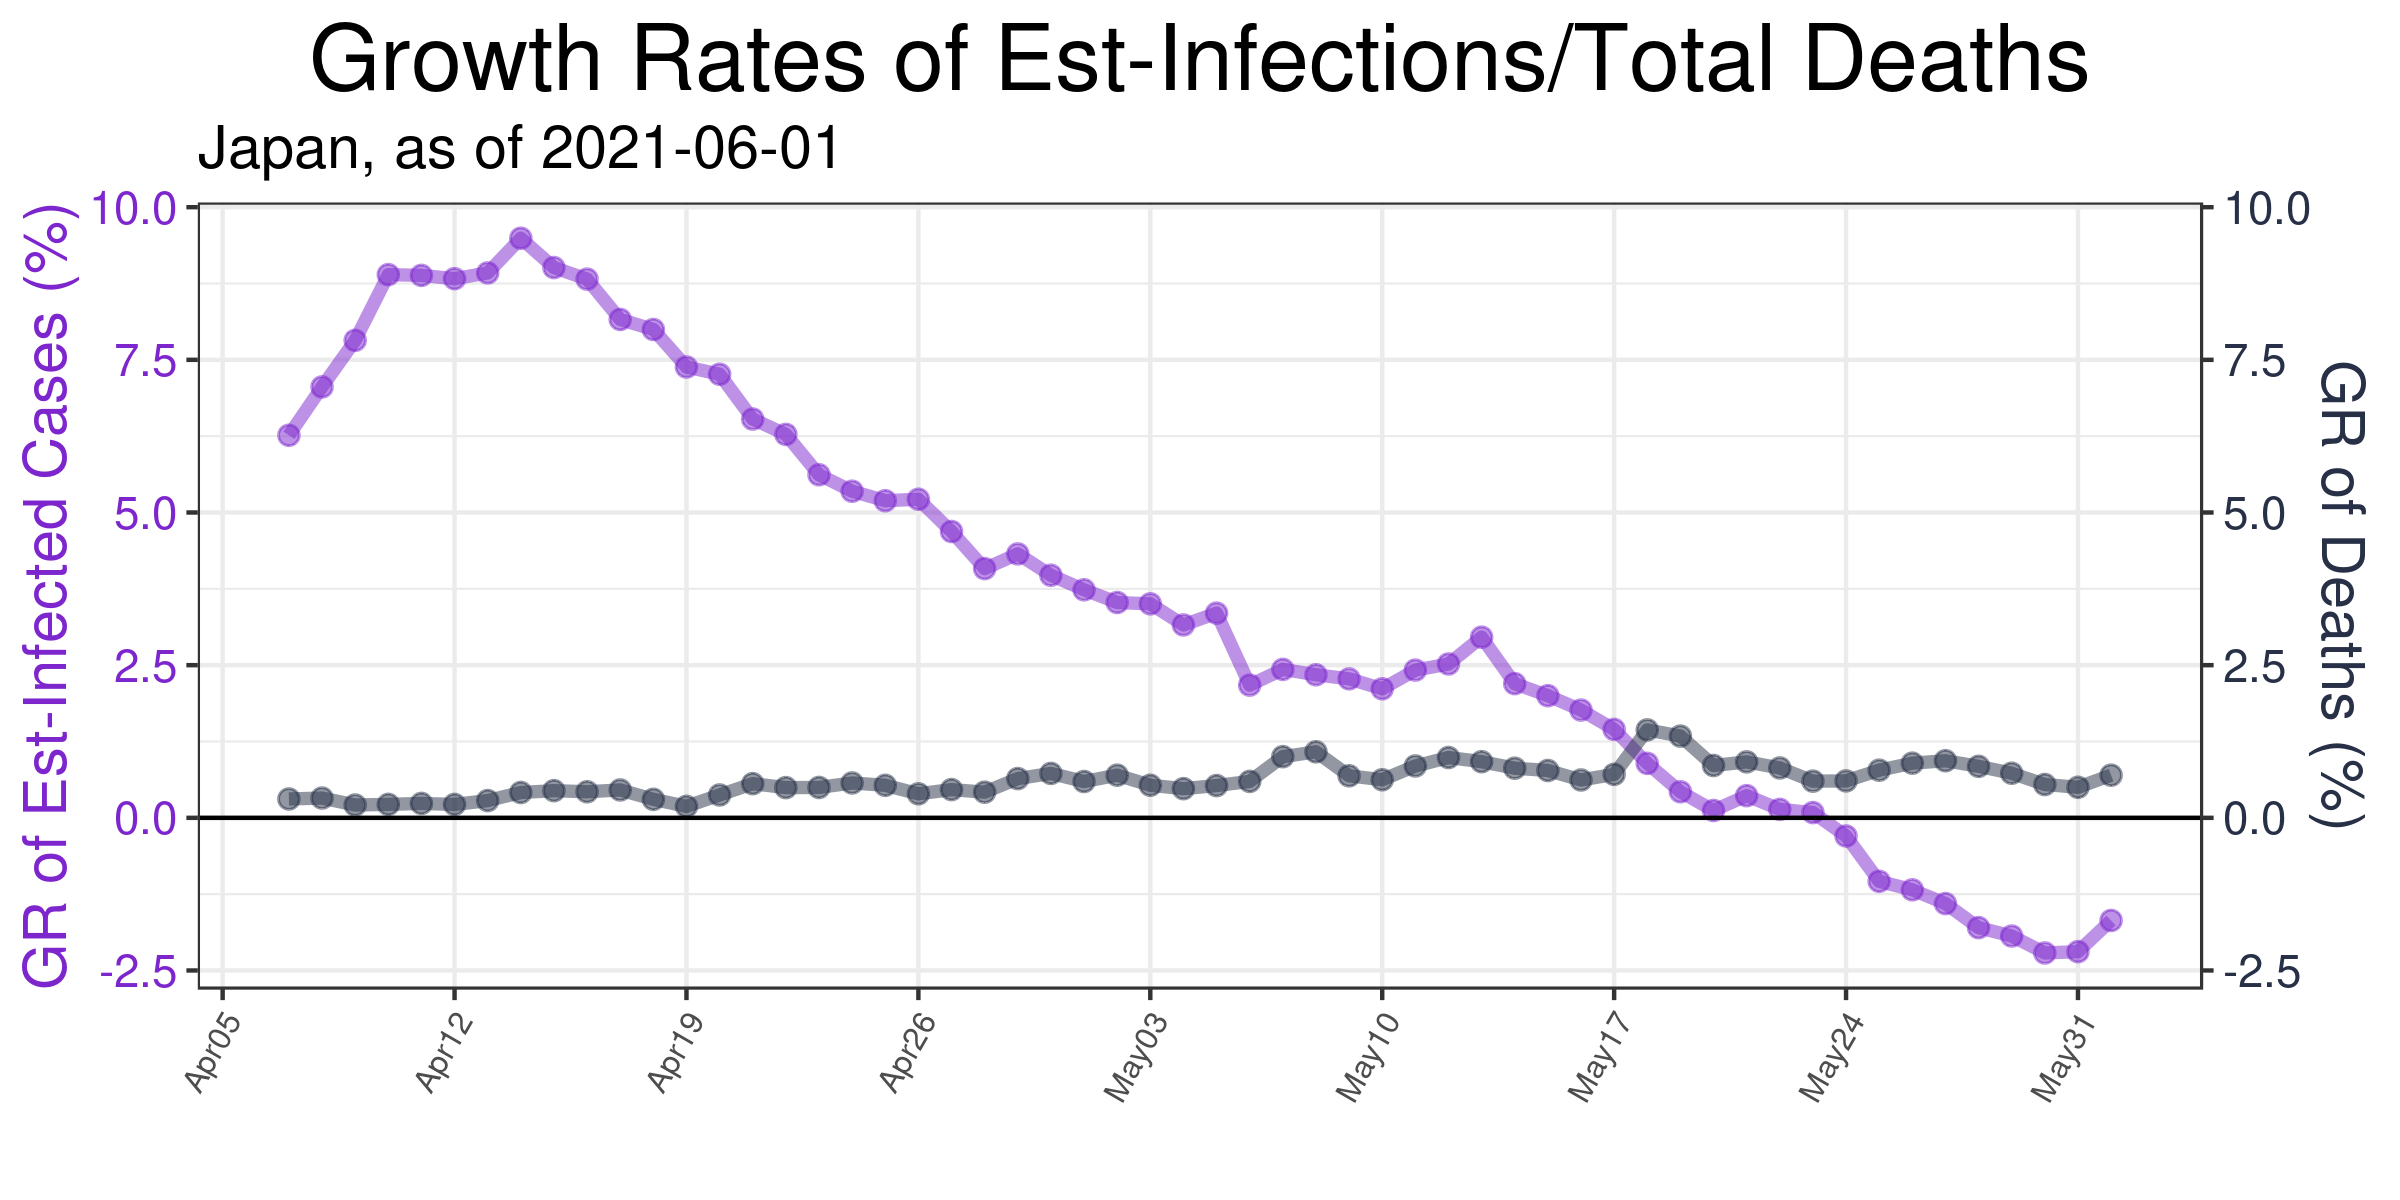 Growth Rates of Est-Infections/Total Deaths
Japan, as of 2021-06-01
GR of Est-Infected Cases (%)
10.0
7.5
5.0
2.5
0.0
-2.5
10.0
7.5
5.0
2.5
0.0
-2.5
GR of Deaths (%)
Apr05
Apr12
Apr19
Apr26
May03
May10
May17
May24
May31